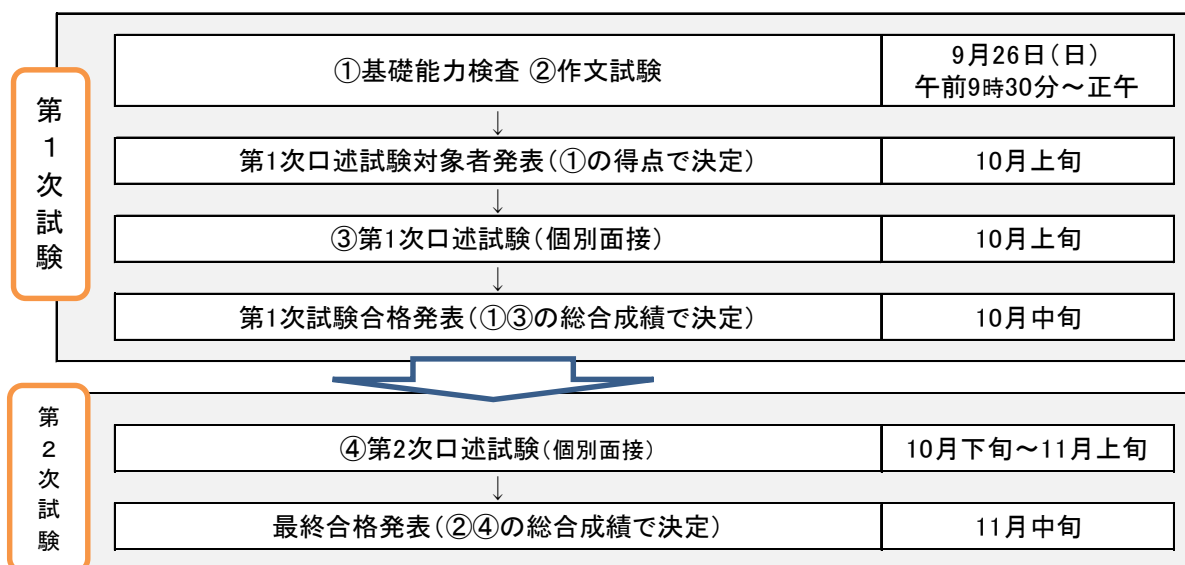 第1次試験
①基礎能力検査 ②作文試験
9月26日(日)
午前9時30分~正午
↓
第1次口述試験対象者発表(①の得点で決定)
10月上旬
↓
③第1次口述試験(個別面接)
10月上旬
↓
第1次試験合格発表(①③の総合成績で決定)
10月中旬
第2次試験
④第2次口述試験(個別面接)
10月下旬~11月上旬
↓
最終合格発表(②④の総合成績で決定)
11月中旬